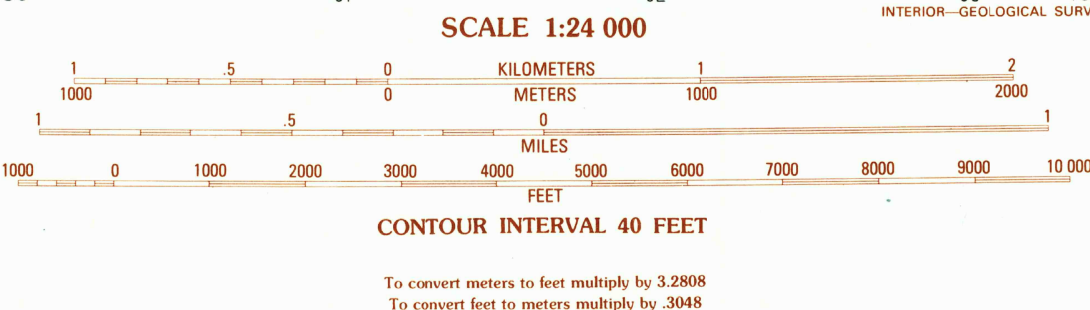 INTERIOR—GEOLOGICAL SURV
SCALE 1:24 000
1 .5 0 KILOMETERS 1 2
1000 0 METERS 1000 2000
1 .5 0 1
MILES
1000 0 1000 2000 3000 4000 5000 6000 7000 8000 9000 10 000
FEET
CONTOUR INTERVAL 40 FEET
To convert meters to feet multiply by 3.2808
To convert feet to meters multiply by .3048